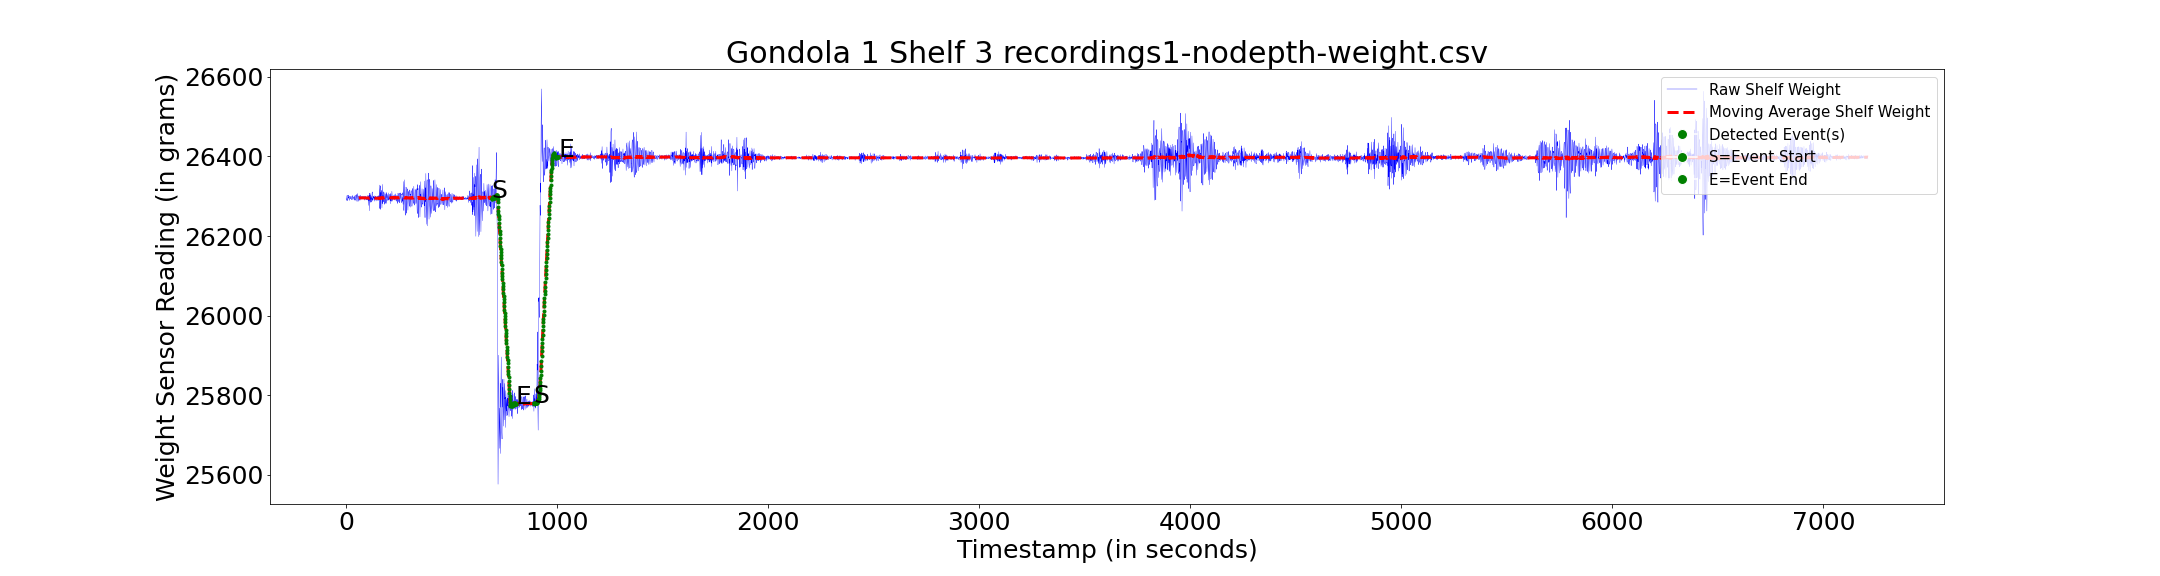 Gondola 1 Shelf 3 recordings1-nodepth-weight.csv
Weight Sensor Reading (in grams)
26600
26400
26200
26000
25800
25600
Raw Shelf Weight
Moving Average Shelf Weight
Detected Event(s)
S=Event Start
E=Event End
S
E
S
E
0
1000
2000
3000
4000
5000
6000
7000
Timestamp (in seconds)